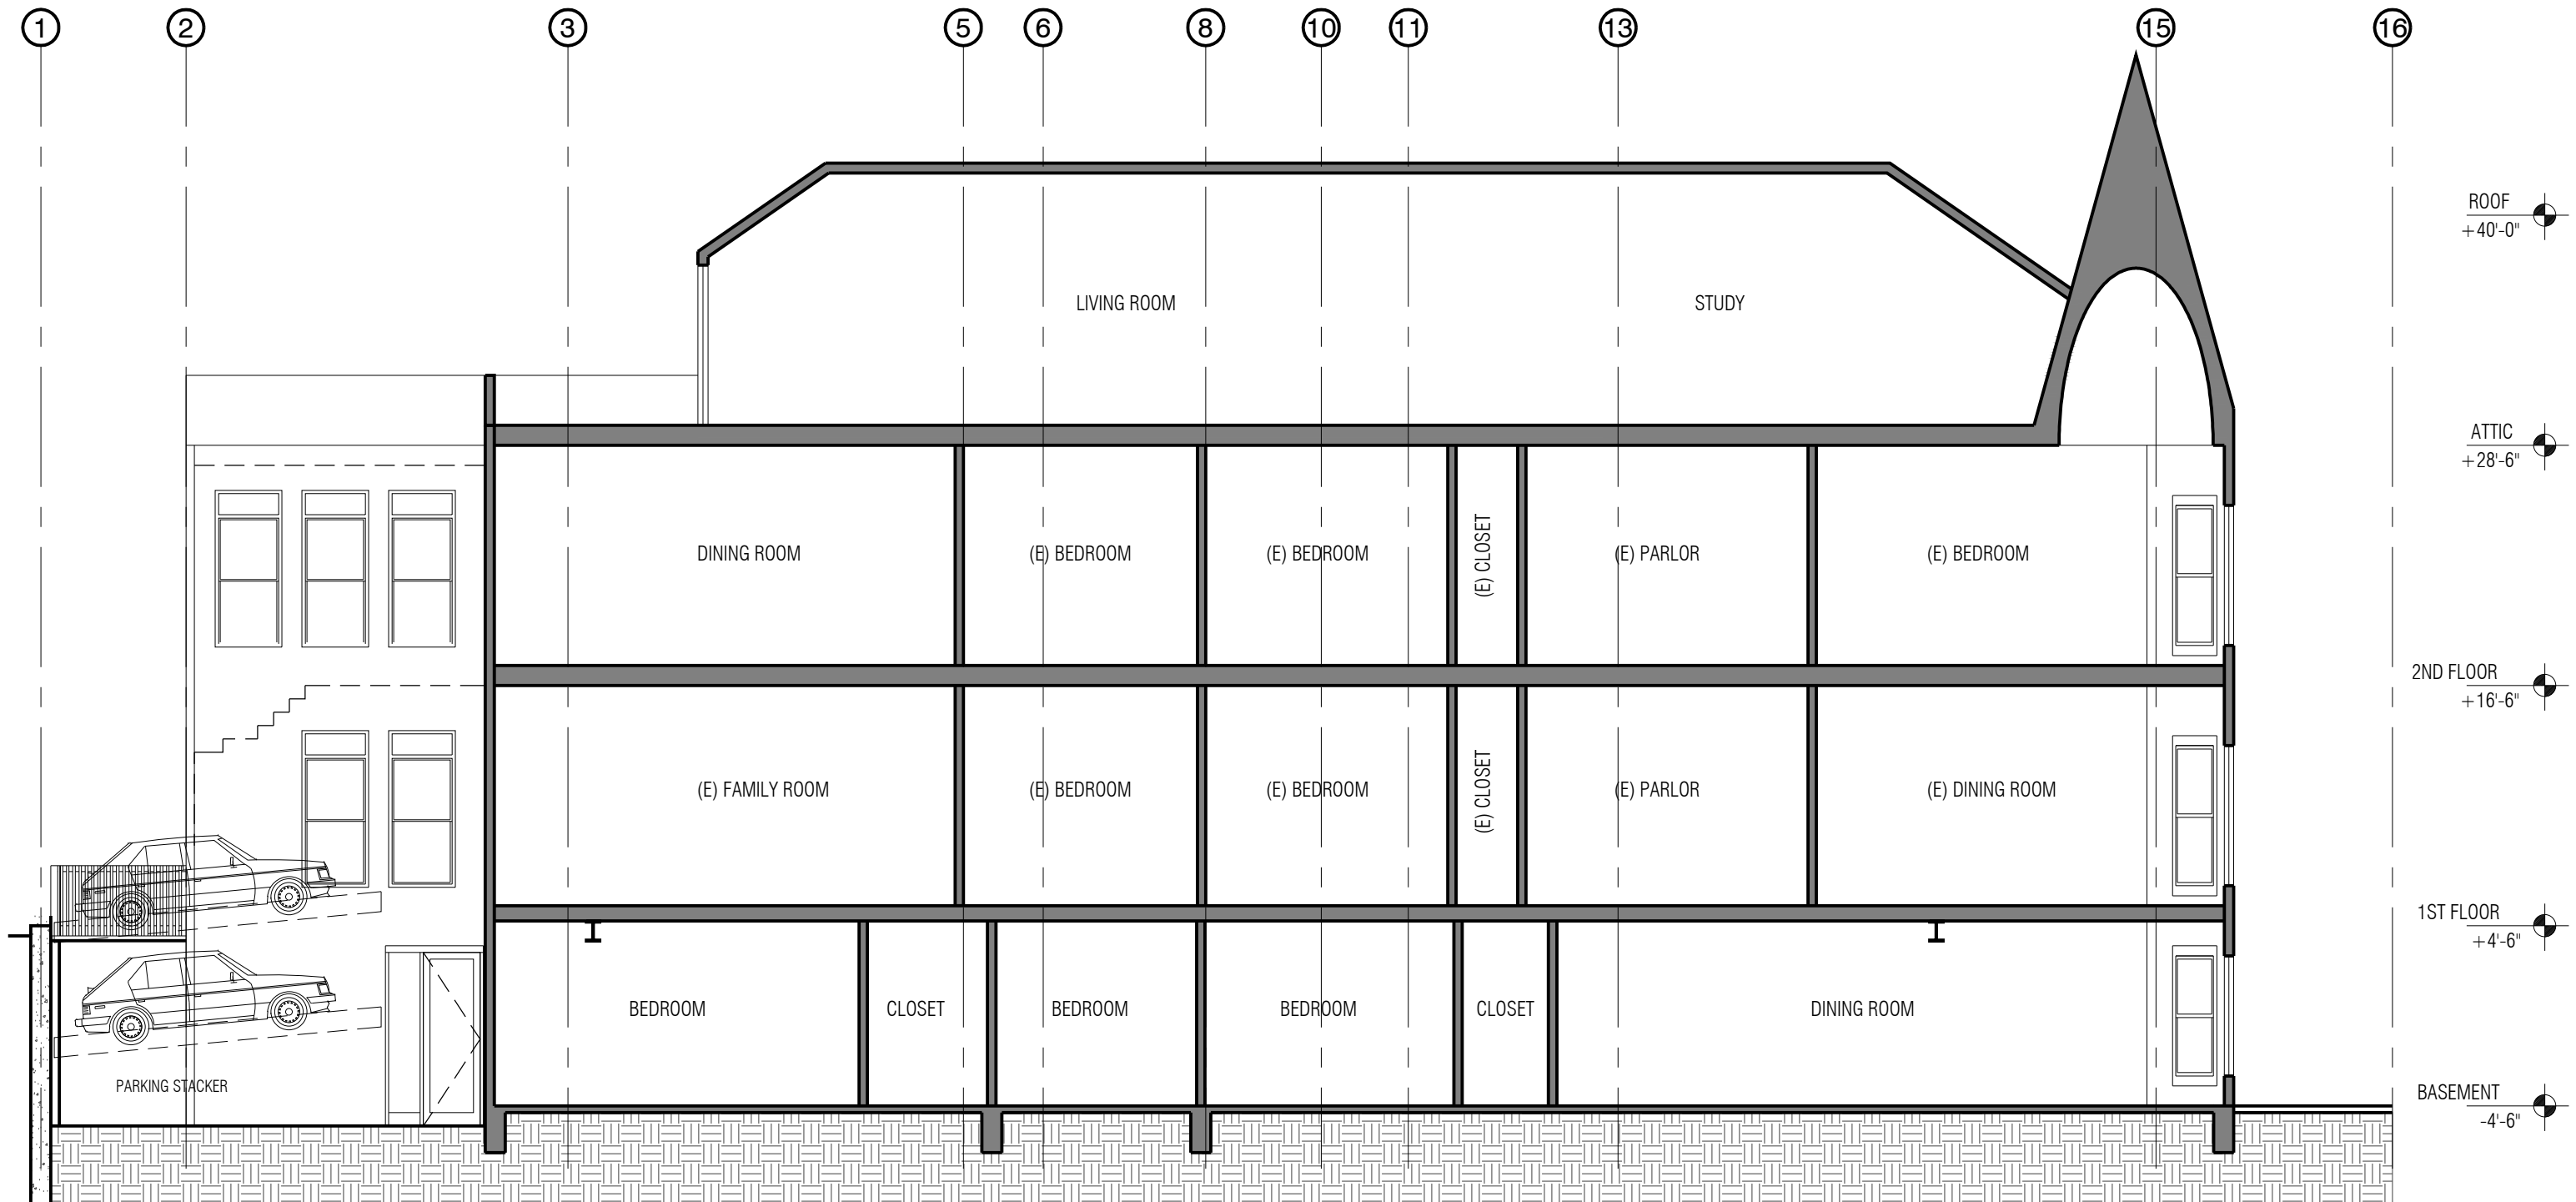 1
2
3
5
6
8
10
11
13
15
16
ROOF
+40'-0"
LIVING ROOM
STUDY
ATTIC
+28'-6"
DINING ROOM
(E) BEDROOM
(E) BEDROOM
(E) CLOSET
(E) PARLOR
(E) BEDROOM
2ND FLOOR
+16'-6"
(E) FAMILY ROOM
(E) BEDROOM
(E) BEDROOM
(E) CLOSET
(E) PARLOR
(E) DINING ROOM
1ST FLOOR
+4'-6"
BEDROOM
CLOSET
BEDROOM
BEDROOM
CLOSET
DINING ROOM
PARKING STACKER
BASEMENT
-4'-6"